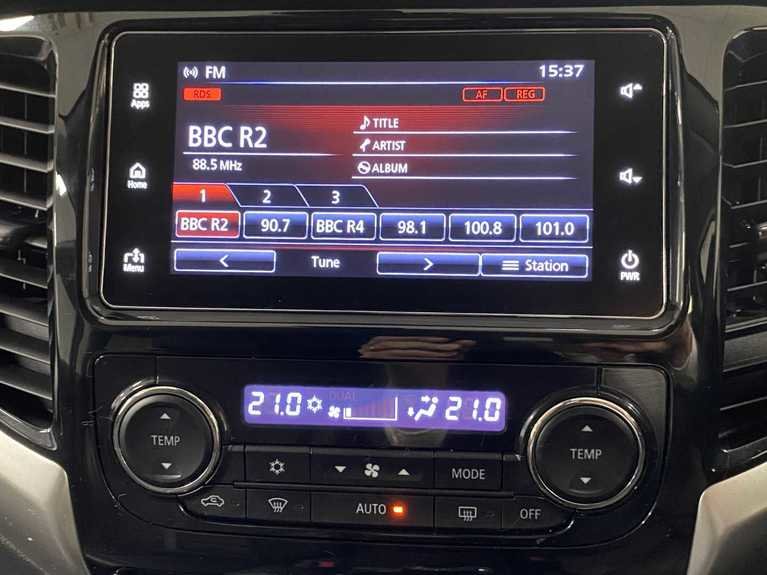 FM 15:37
Apps
RDS AF REG
BBC R2
88.5 MHz
TITLE
ARTIST
ALBUM
Home
1 2 3
BBC R2 90.7 BBC R4 98.1 100.8 101.0
Menu
< Tune > Station
PWR
21.0 DUAL 21.0
TEMP
MODE
TEMP
AUTO
OFF